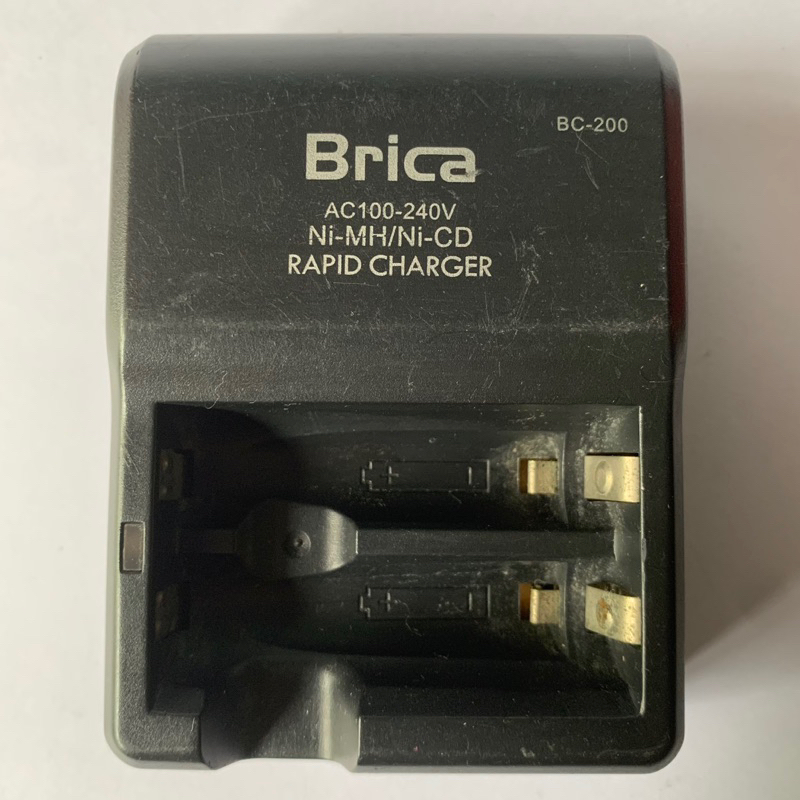 BC-200
Brica
AC100-240V
Ni-MH/Ni-CD
RAPID CHARGER
+ -
+ -